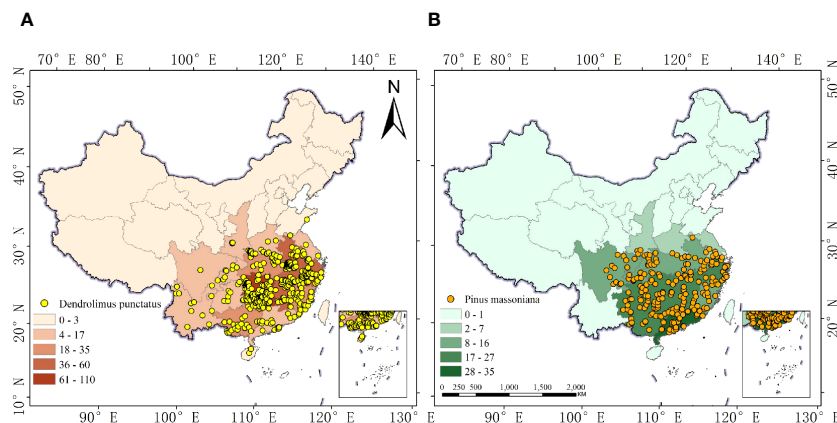 A
B
70° E 80° E 100° E 120° E 140° E
70° E 80° E 100° E 120° E 140° E
N
50° N
40° N
30° N
20° N
10° N
50° N
40° N
30° N
20° N
10° N
Dendrolimus punctatus
0 - 3
4 - 17
18 - 35
36 - 60
61 - 110
Pinus massoniana
0 - 1
2 - 7
8 - 16
17 - 27
28 - 35
0 250 500 1,000 1,500 2,000
KM
90° E 100° E 110° E 120° E 130° E
90° E 100° E 110° E 120° E 130° E